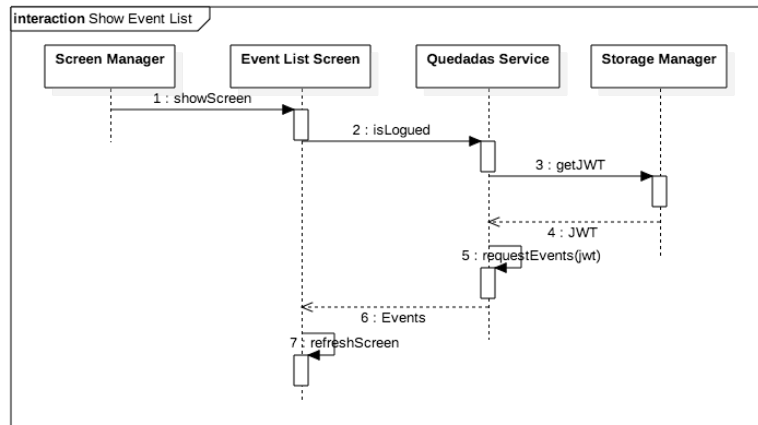 interaction Show Event List
Screen Manager
Event List Screen
Quedadas Service
Storage Manager
1 : showScreen
2 : isLogued
3 : getJWT
4 : JWT
5 : requestEvents(jwt)
6 : Events
7 : refreshScreen